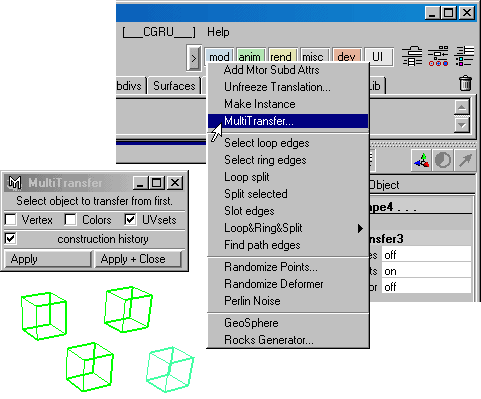 [___CGRU___] Help
> mod anim rend misc dev UI
bdivs Surfaces Lib
Add Mtor Subd Attrs
Unfreeze Translation...
Make Instance
MultiTransfer...
Select loop edges
Select ring edges
Loop split
Split selected
Slot edges
Loop&Ring&Split
Find path edges
Randomize Points...
Randomize Deformer
Perlin Noise
GeoSphere
Rocks Generator...
Object
ape4 . . .
nsfer3
es off
ts on
or off
MultiTransfer
Select object to transfer from first.
Vertex Colors UVsets
construction history
Apply Apply + Close